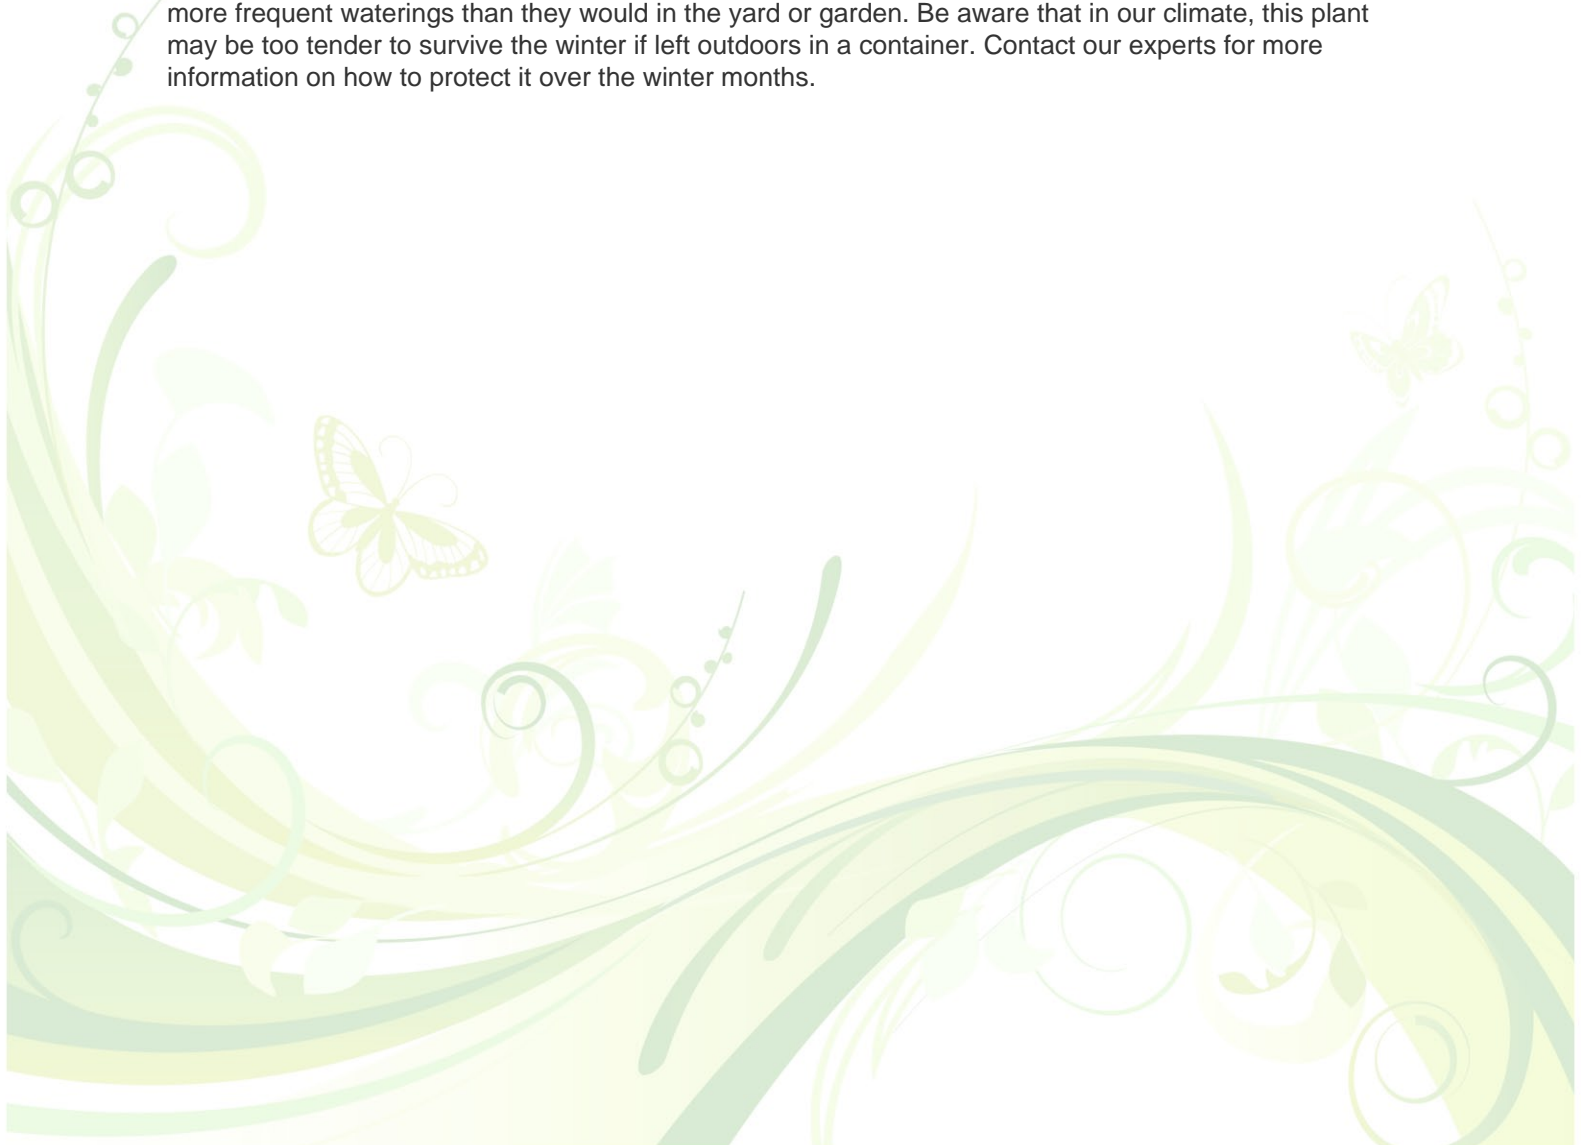 more frequent waterings than they would in the yard or garden. Be aware that in our climate, this plant
may be too tender to survive the winter if left outdoors in a container. Contact our experts for more
information on how to protect it over the winter months.